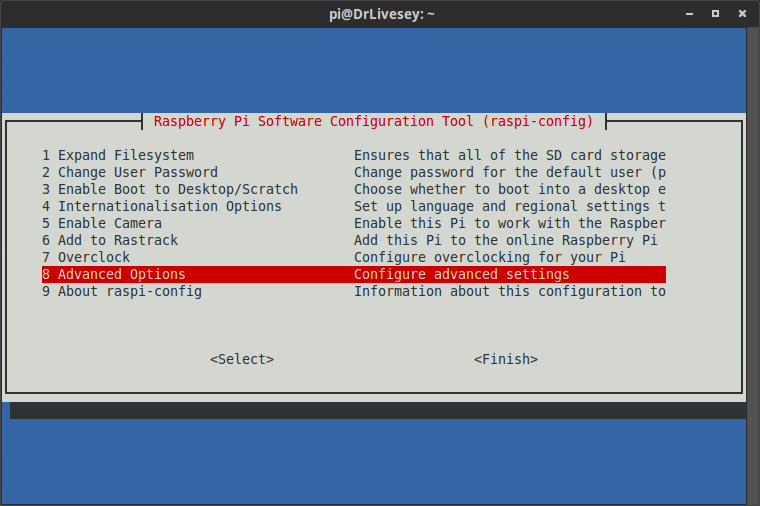 pi@DrLivesey: ~
Raspberry Pi Software Configuration Tool (raspi-config)
1 Expand Filesystem Ensures that all of the SD card storage
2 Change User Password Change password for the default user (p
3 Enable Boot to Desktop/Scratch Choose whether to boot into a desktop e
4 Internationalisation Options Set up language and regional settings t
5 Enable Camera Enable this Pi to work with the Raspber
6 Add to Rastrack Add this Pi to the online Raspberry Pi
7 Overclock Configure overclocking for your Pi
8 Advanced Options Configure advanced settings
9 About raspi-config Information about this configuration to
<Select> <Finish>